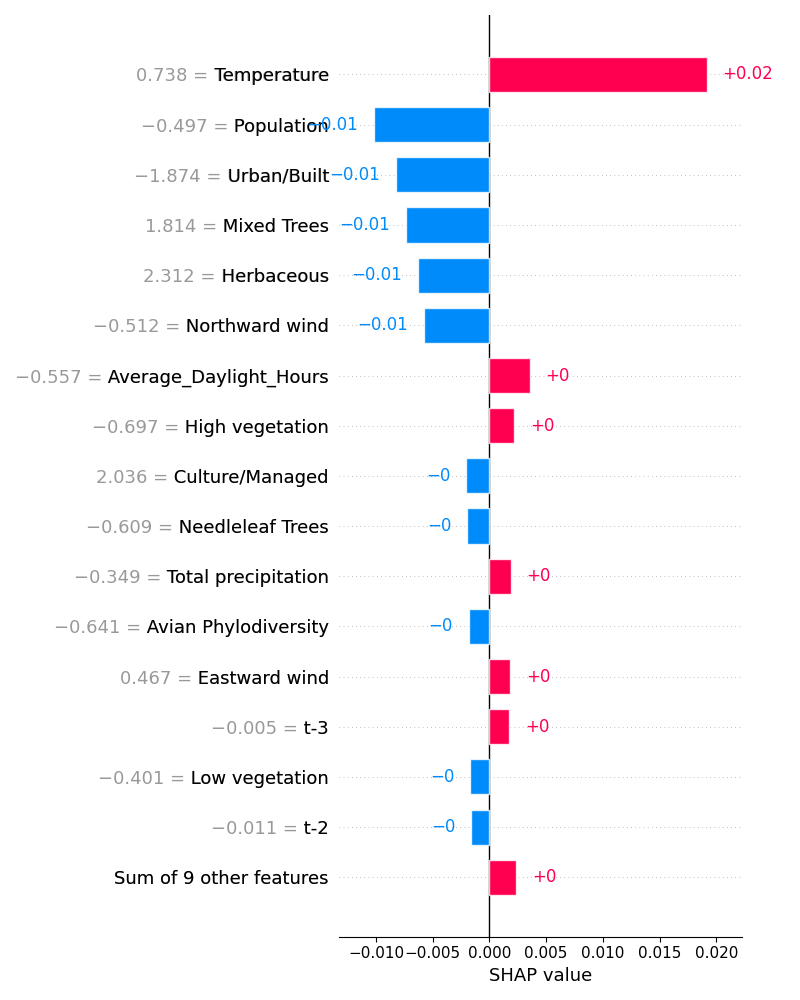 0.738 = Temperature +0.02
−0.497 = Population −0.01
−1.874 = Urban/Built −0.01
1.814 = Mixed Trees −0.01
2.312 = Herbaceous −0.01
−0.512 = Northward wind −0.01
−0.557 = Average_Daylight_Hours +0
−0.697 = High vegetation +0
2.036 = Culture/Managed −0
−0.609 = Needleleaf Trees −0
−0.349 = Total precipitation +0
−0.641 = Avian Phylodiversity −0
0.467 = Eastward wind +0
−0.005 = t-3 +0
−0.401 = Low vegetation −0
−0.011 = t-2 −0
Sum of 9 other features +0
−0.010 −0.005 0.000 0.005 0.010 0.015 0.020
SHAP value